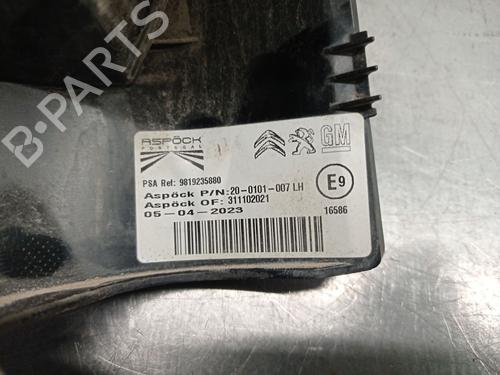 B-PARTS
ASPÖCK
PORTUGAL
GM
PSA Ref: 9819235880
Aspöck P/N: 20-0101-007 LH
Aspöck OF: 311102021
05-04-2023
E9
16586